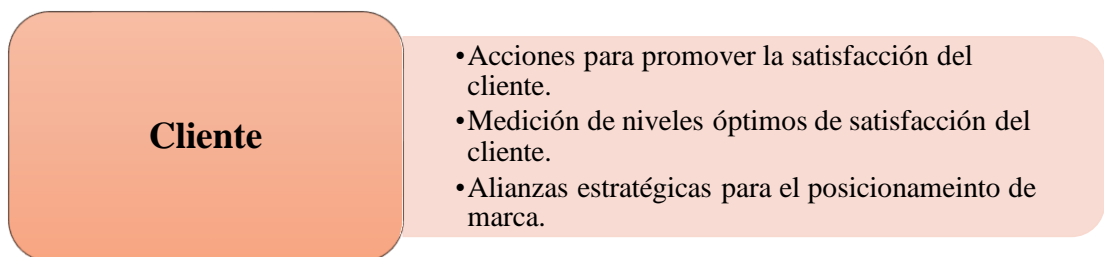 Cliente
•Acciones para promover la satisfacción del
cliente.
•Medición de niveles óptimos de satisfacción del
cliente.
•Alianzas estratégicas para el posicionameinto de
marca.